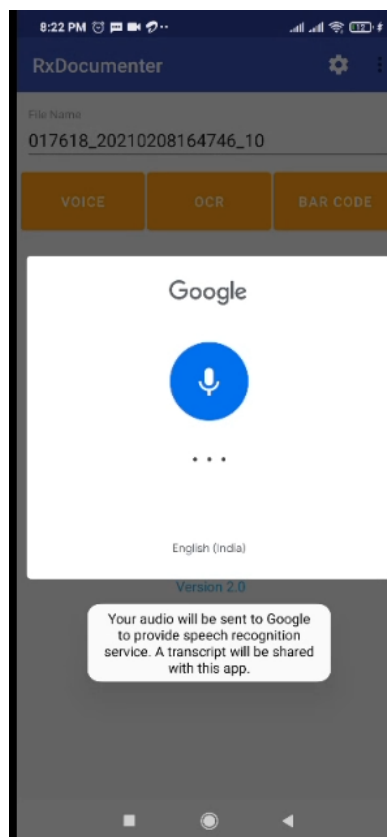 8:22 PM
12
RxDocumenter
File Name
017618_20210208164746_10
VOICE OCR BAR CODE
Google
English (India)
Version 2.0
Your audio will be sent to Google
to provide speech recognition
service. A transcript will be shared
with this app.